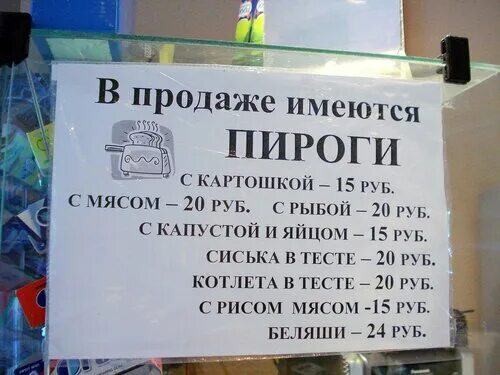 В продаже имеются
ПИРОГИ
С КАРТОШКОЙ – 15 РУБ.
С МЯСОМ – 20 РУБ. С РЫБОЙ – 20 РУБ.
С КАПУСТОЙ И ЯЙЦОМ – 15 РУБ.
СИСЬКА В ТЕСТЕ – 20 РУБ.
КОТЛЕТА В ТЕСТЕ – 20 РУБ.
С РИСОМ МЯСОМ -15 РУБ.
БЕЛЯШИ – 24 РУБ.